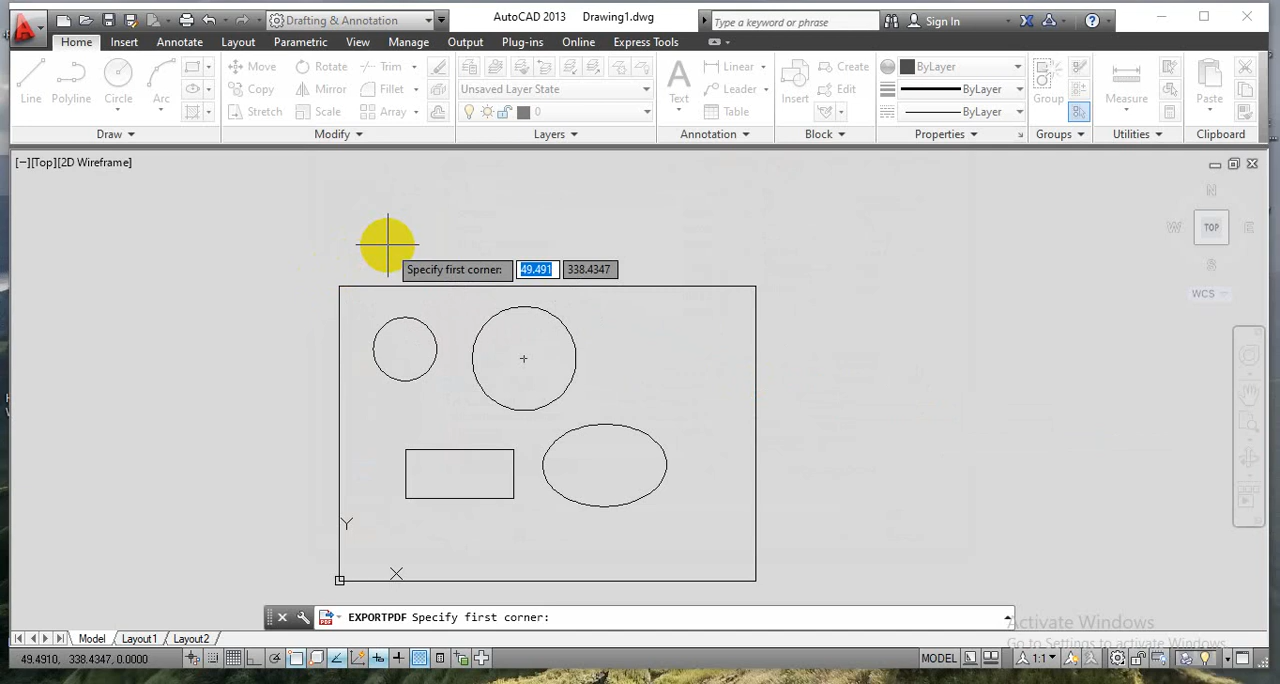 Drafting & Annotation
AutoCAD 2013 Drawing1.dwg
Type a keyword or phrase
Sign In
Home Insert Annotate Layout Parametric View Manage Output Plug-ins Online Express Tools
Line Polyline Circle Arc
Move Rotate Trim
Copy Mirror Fillet
Stretch Scale Array
Unsaved Layer State
0
Text
Linear
Leader
Table
Insert
Create
Edit
ByLayer
ByLayer
ByLayer
Group
Measure
Paste
Draw Modify Layers Annotation Block Properties Groups Utilities Clipboard
[−][Top][2D Wireframe]
N
W TOP E
S
WCS
Specify first corner: 49.491 338.4347
Y
X
EXPORTPDF Specify first corner:
Activate Windows
Go to Settings to activate Windows.
Model Layout1 Layout2
49.4910, 338.4347, 0.0000
MODEL
1:1